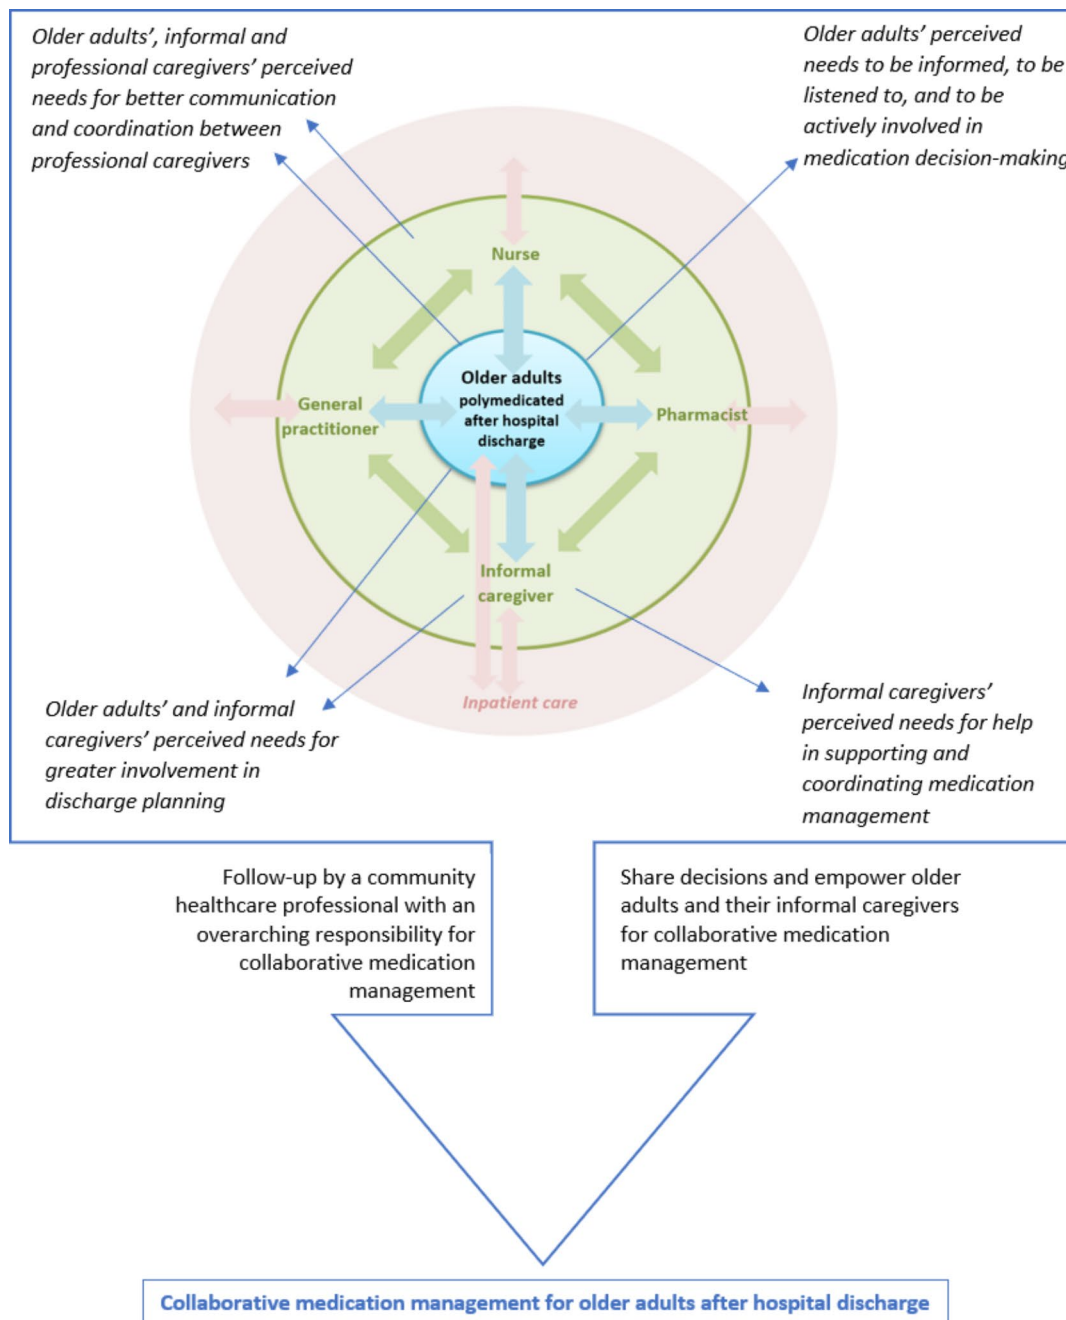 Older adults’, informal and
professional caregivers’ perceived
needs for better communication
and coordination between
professional caregivers
Older adults’ perceived
needs to be informed, to be
listened to, and to be
actively involved in
medication decision-making
Nurse
Older adults
polymedicated
after hospital
discharge
General
practitioner
Pharmacist
Informal
caregiver
Inpatient care
Older adults’ and informal
caregivers’ perceived needs for
greater involvement in
discharge planning
Informal caregivers’
perceived needs for help
in supporting and
coordinating medication
management
Follow-up by a community
healthcare professional with an
overarching responsibility for
collaborative medication
management
Share decisions and empower older
adults and their informal caregivers
for collaborative medication
management
Collaborative medication management for older adults after hospital discharge